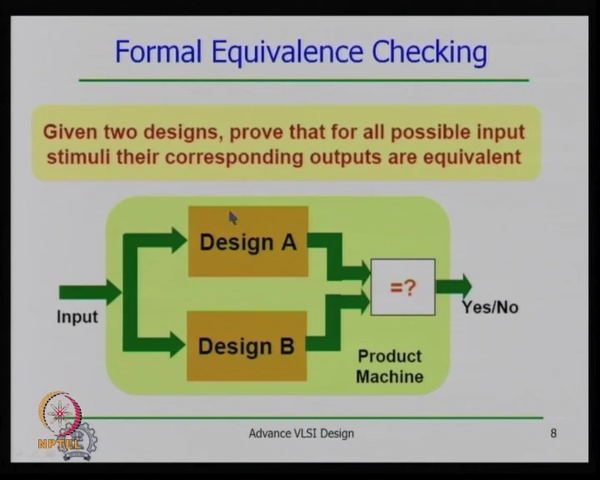 Formal Equivalence Checking
Given two designs, prove that for all possible input
stimuli their corresponding outputs are equivalent
Design A
=?
Input
Yes/No
Design B
Product
Machine
NPTEL
Advance VLSI Design
8